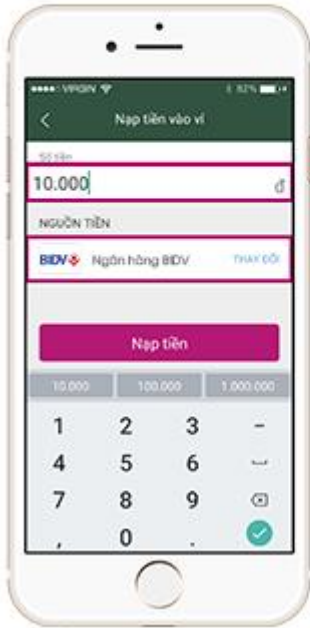 VIRGIN 82%
Nạp tiền vào ví
Số tiền
10.000 đ
NGUỒN TIỀN
BIDV Ngân hàng BIDV THAY ĐỔI
Nạp tiền
10.000 100.000 1.000.000
1 2 3 -
4 5 6
7 8 9
, 0 .